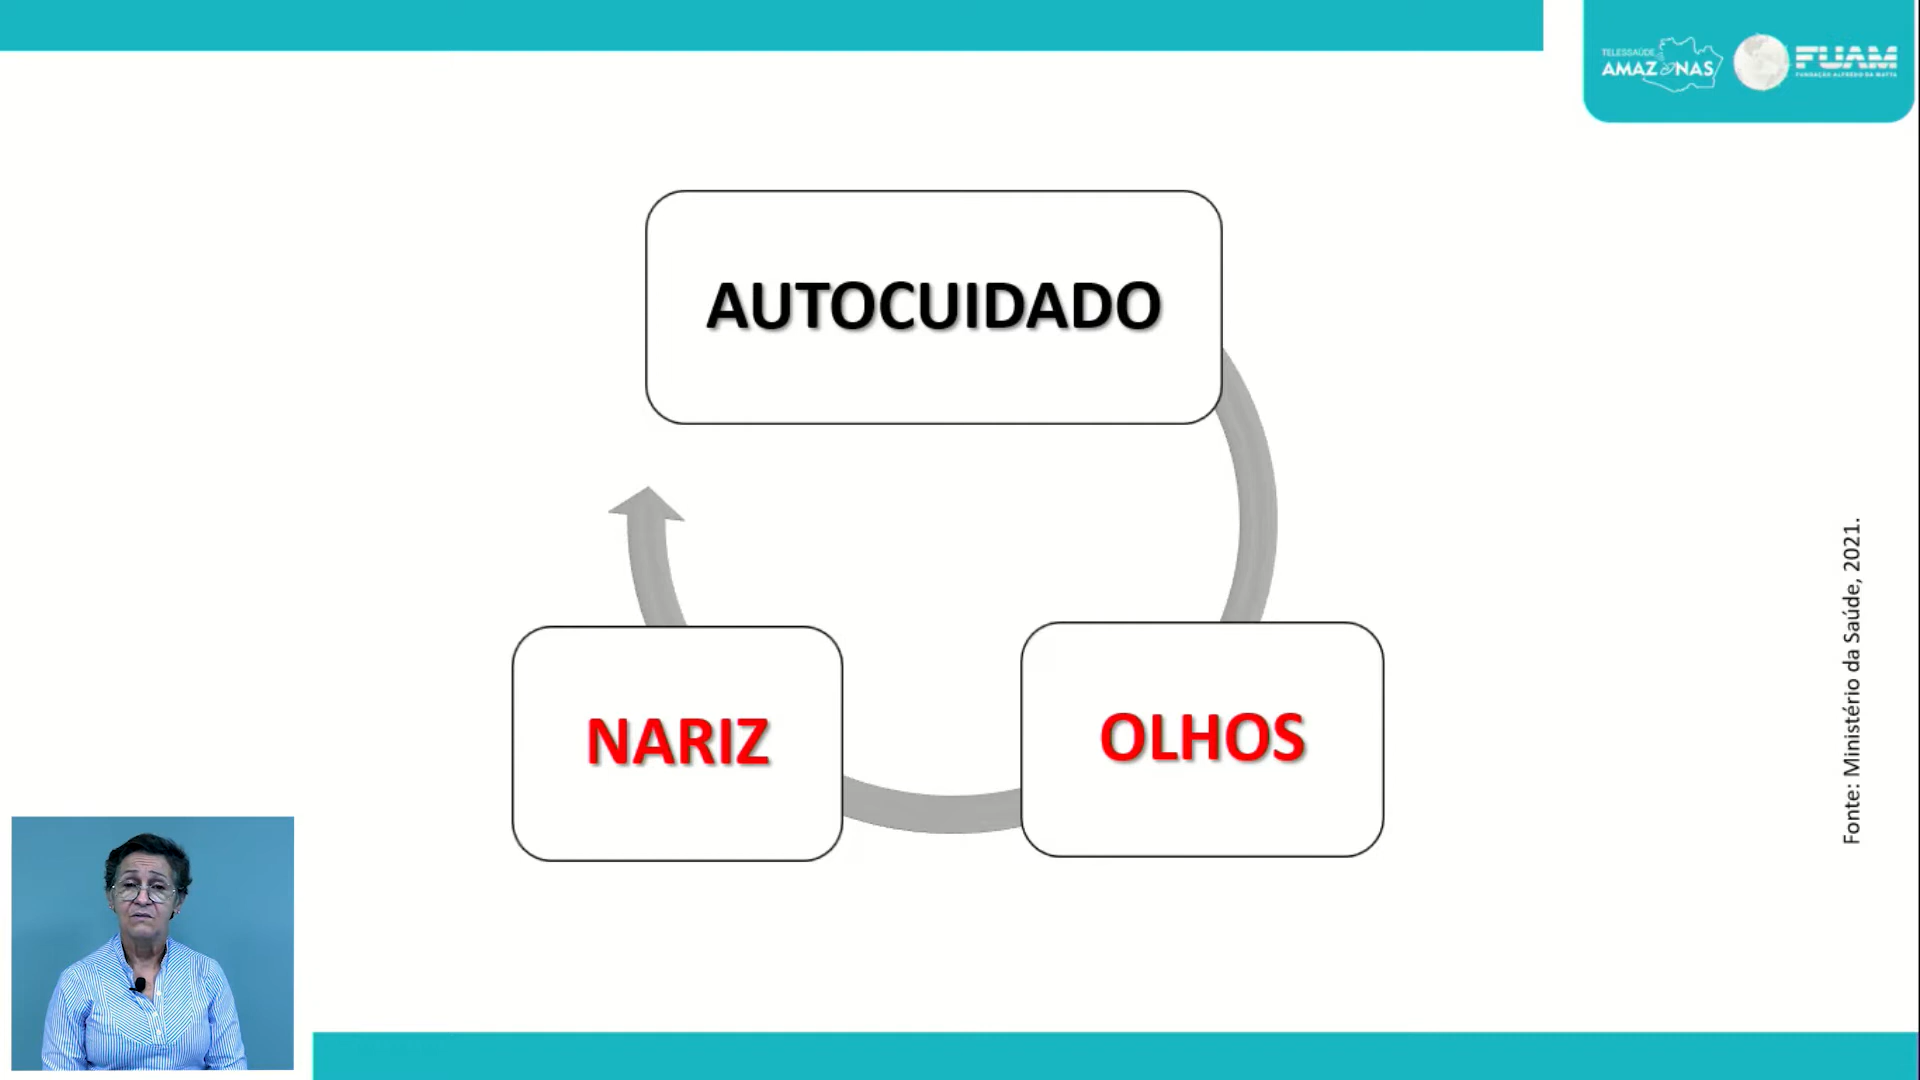 TELESSAÚDE
AMAZONAS
FUAM
FUNDAÇÃO ALFREDO DA MATTA
AUTOCUIDADO
NARIZ
OLHOS
Fonte: Ministério da Saúde, 2021.